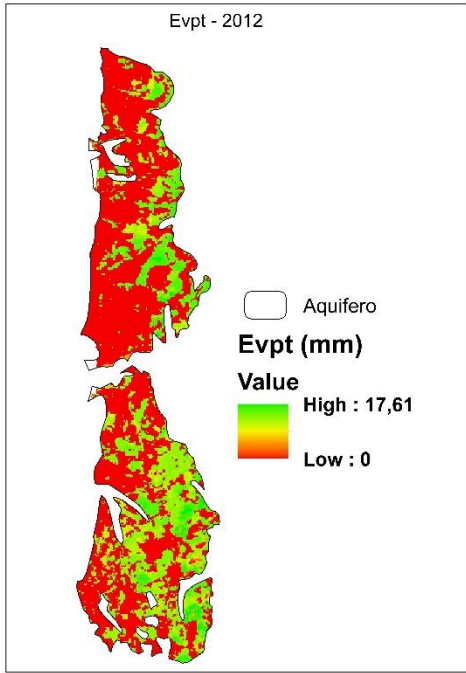 Evpt - 2012
Aquifero
Evpt (mm)
Value
High : 17,61
Low : 0